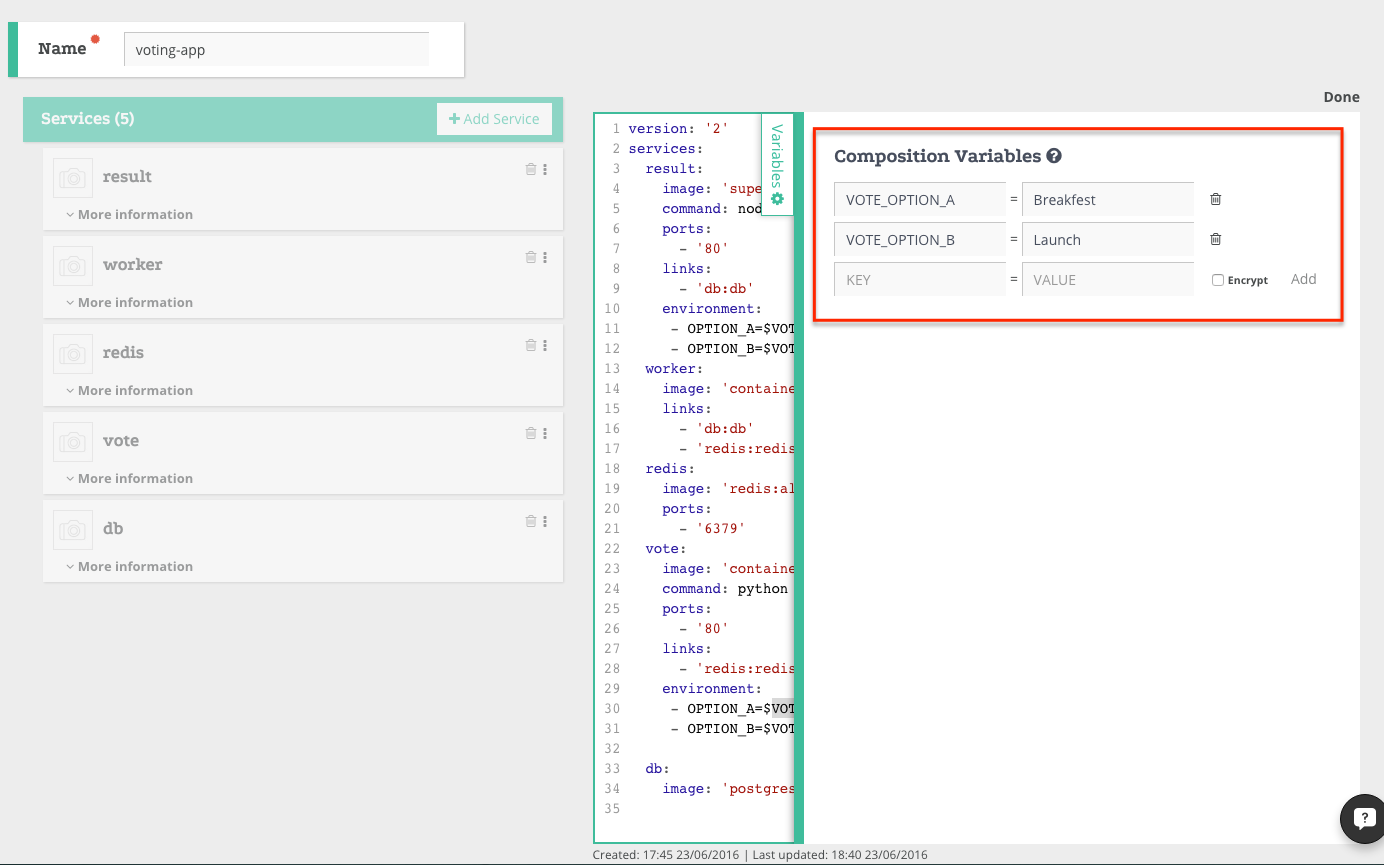 Name
voting-app
Services (5)
+ Add Service
result
More information
worker
More information
redis
More information
vote
More information
db
More information
Done
Variables
1 version: '2'
2 services:
3 result:
4 image: 'supe
5 command: nod
6 ports:
7 - '80'
8 links:
9 - 'db:db'
10 environment:
11 - OPTION_A=$VOT
12 - OPTION_B=$VOT
13 worker:
14 image: 'containe
15 links:
16 - 'db:db'
17 - 'redis:redis
18 redis:
19 image: 'redis:al
20 ports:
21 - '6379'
22 vote:
23 image: 'containe
24 command: python
25 ports:
26 - '80'
27 links:
28 - 'redis:redis
29 environment:
30 - OPTION_A=$VOT
31 - OPTION_B=$VOT
32
33 db:
34 image: 'postgres
35
Composition Variables ?
VOTE_OPTION_A = Breakfest
VOTE_OPTION_B = Launch
KEY = VALUE Encrypt Add
?
Created: 17:45 23/06/2016 | Last updated: 18:40 23/06/2016